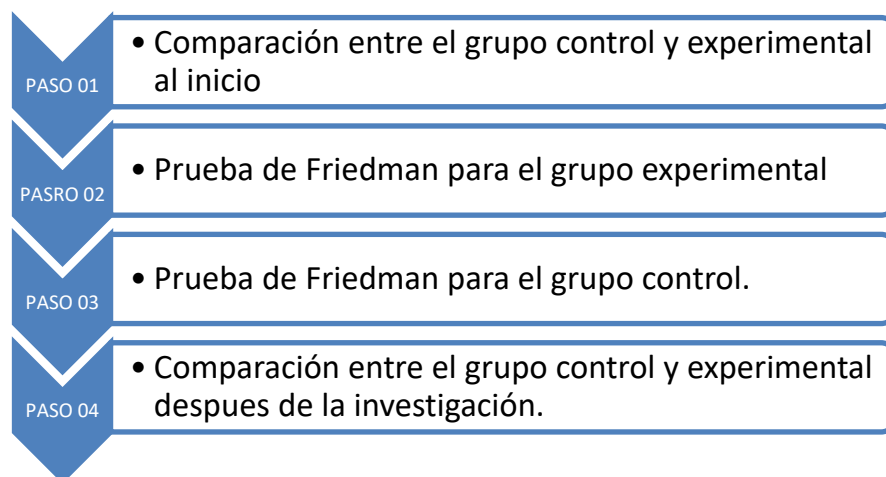 PASO 01
• Comparación entre el grupo control y experimental
al inicio
PASRO 02
• Prueba de Friedman para el grupo experimental
PASO 03
• Prueba de Friedman para el grupo control.
PASO 04
• Comparación entre el grupo control y experimental
despues de la investigación.